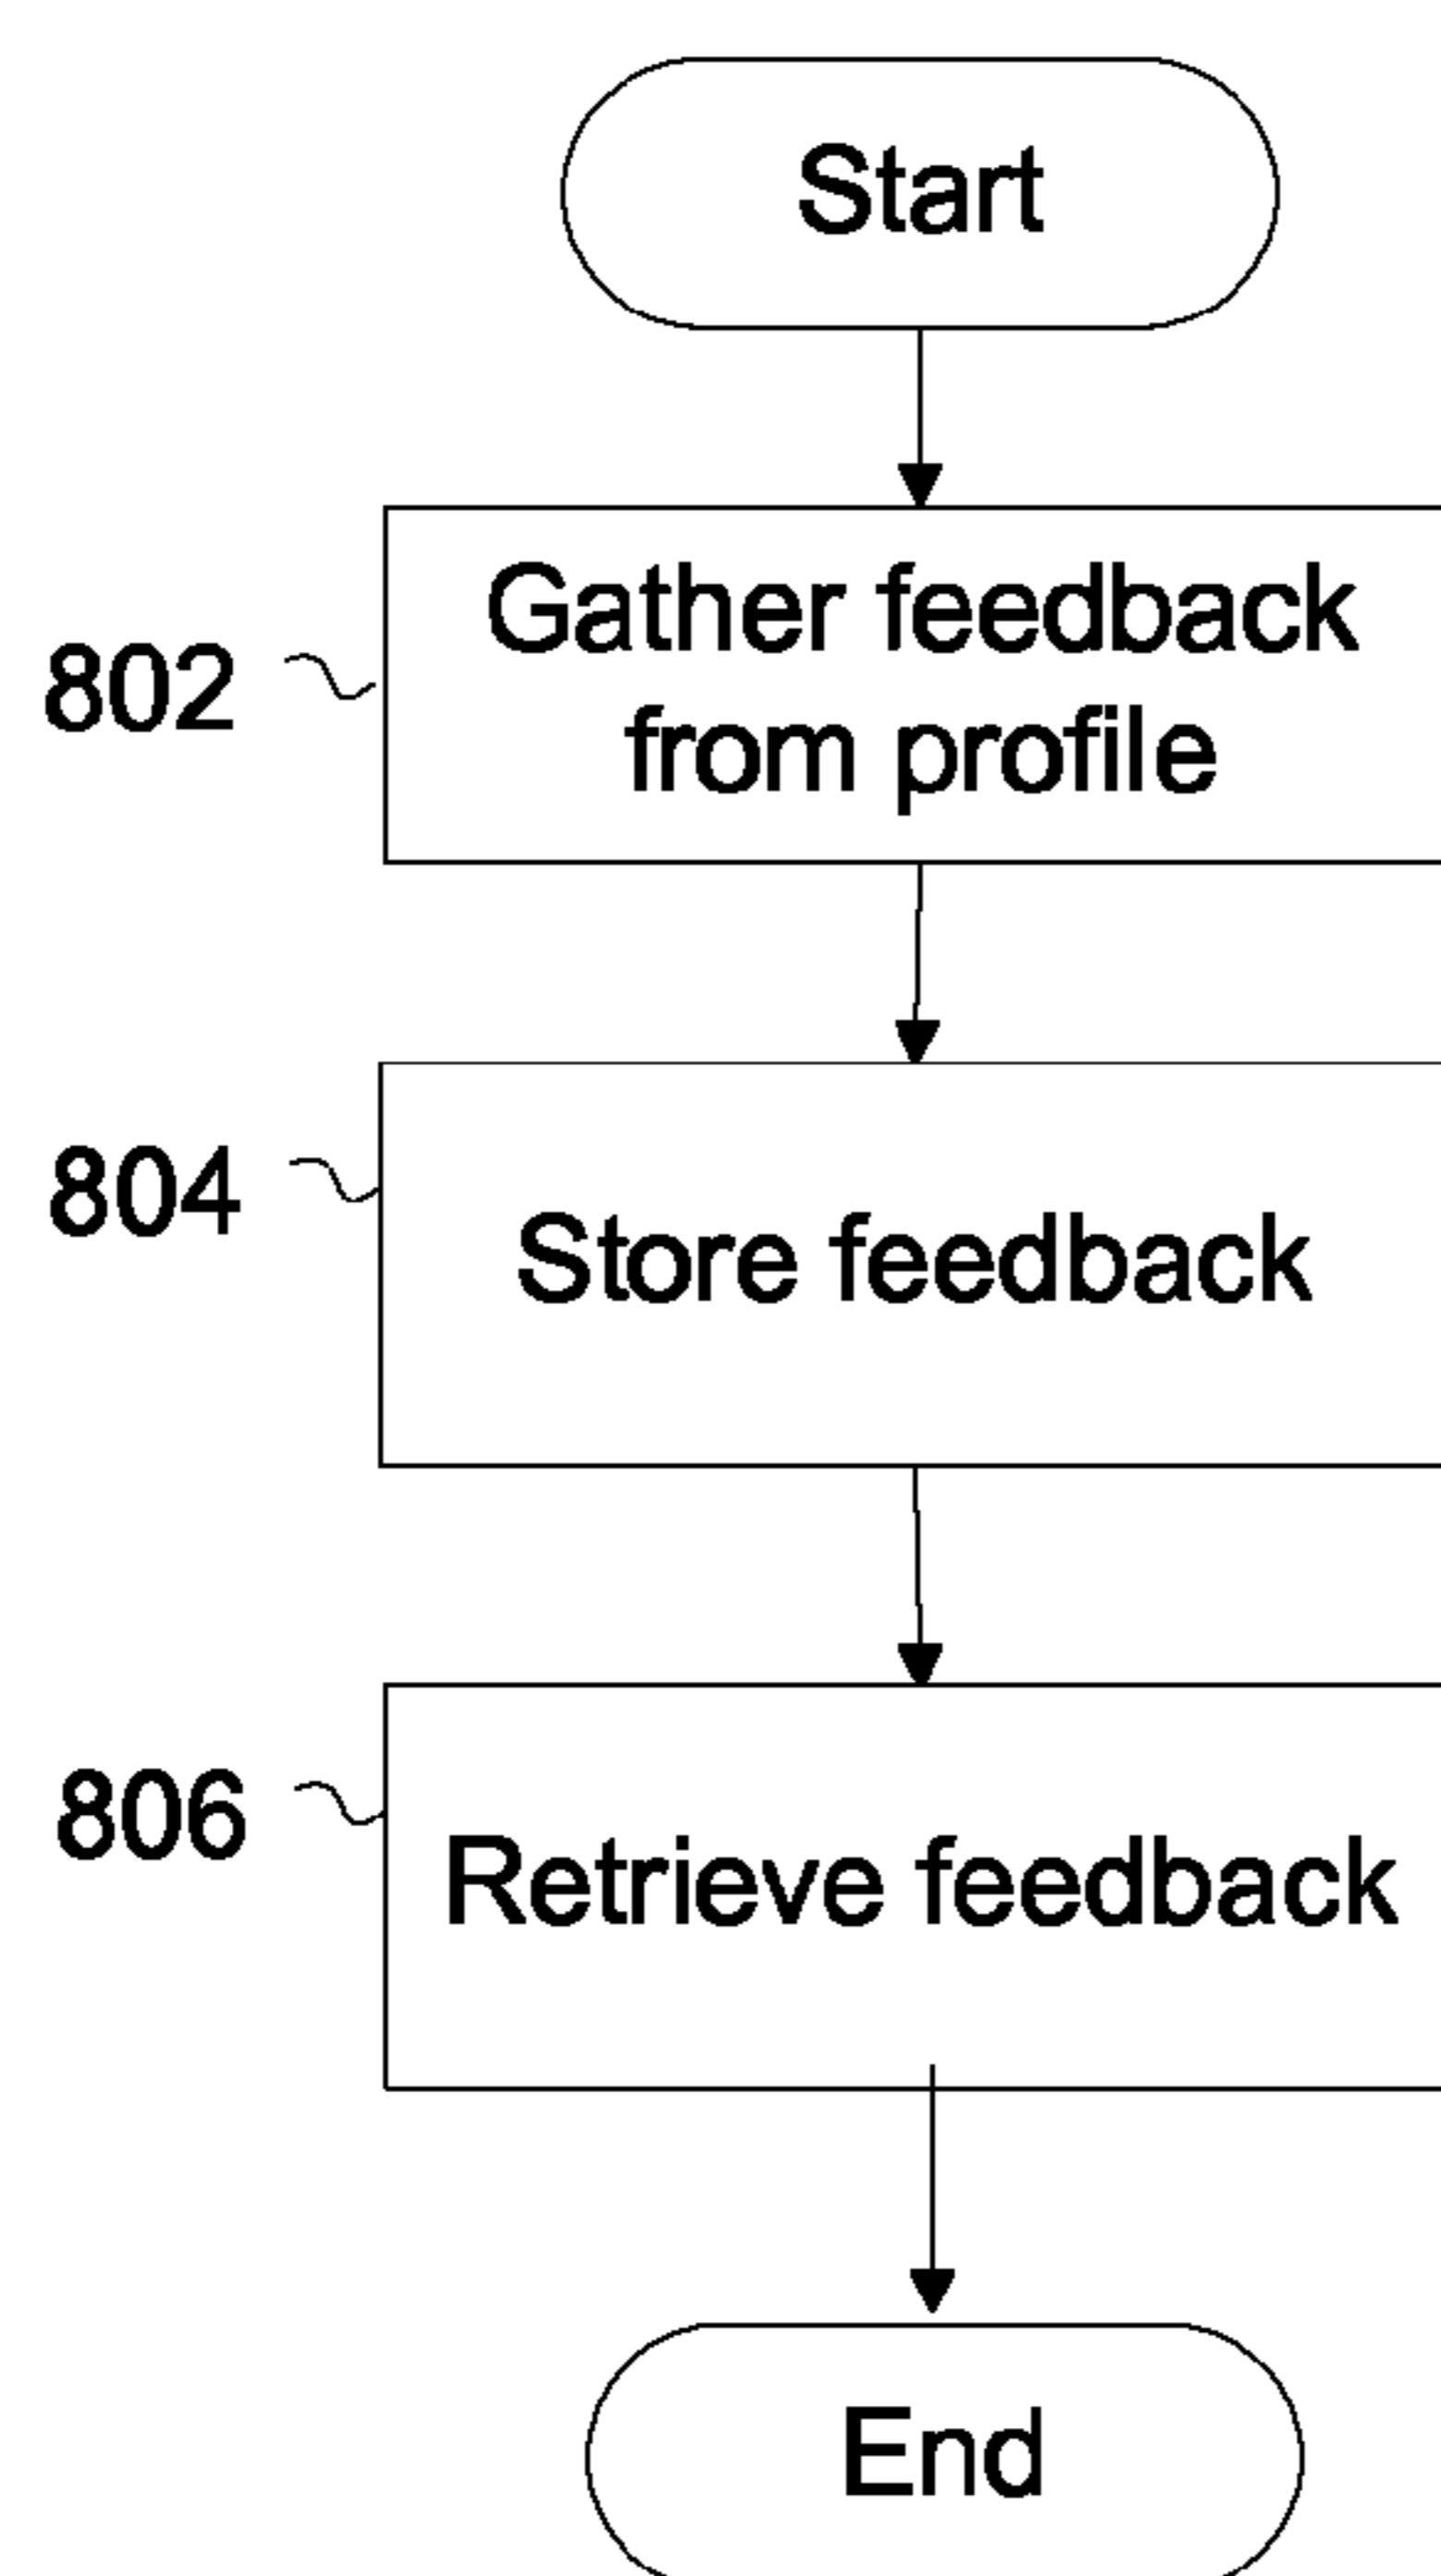 Start
802
Gather feedback
from profile
804
Store feedback
806
Retrieve feedback
End